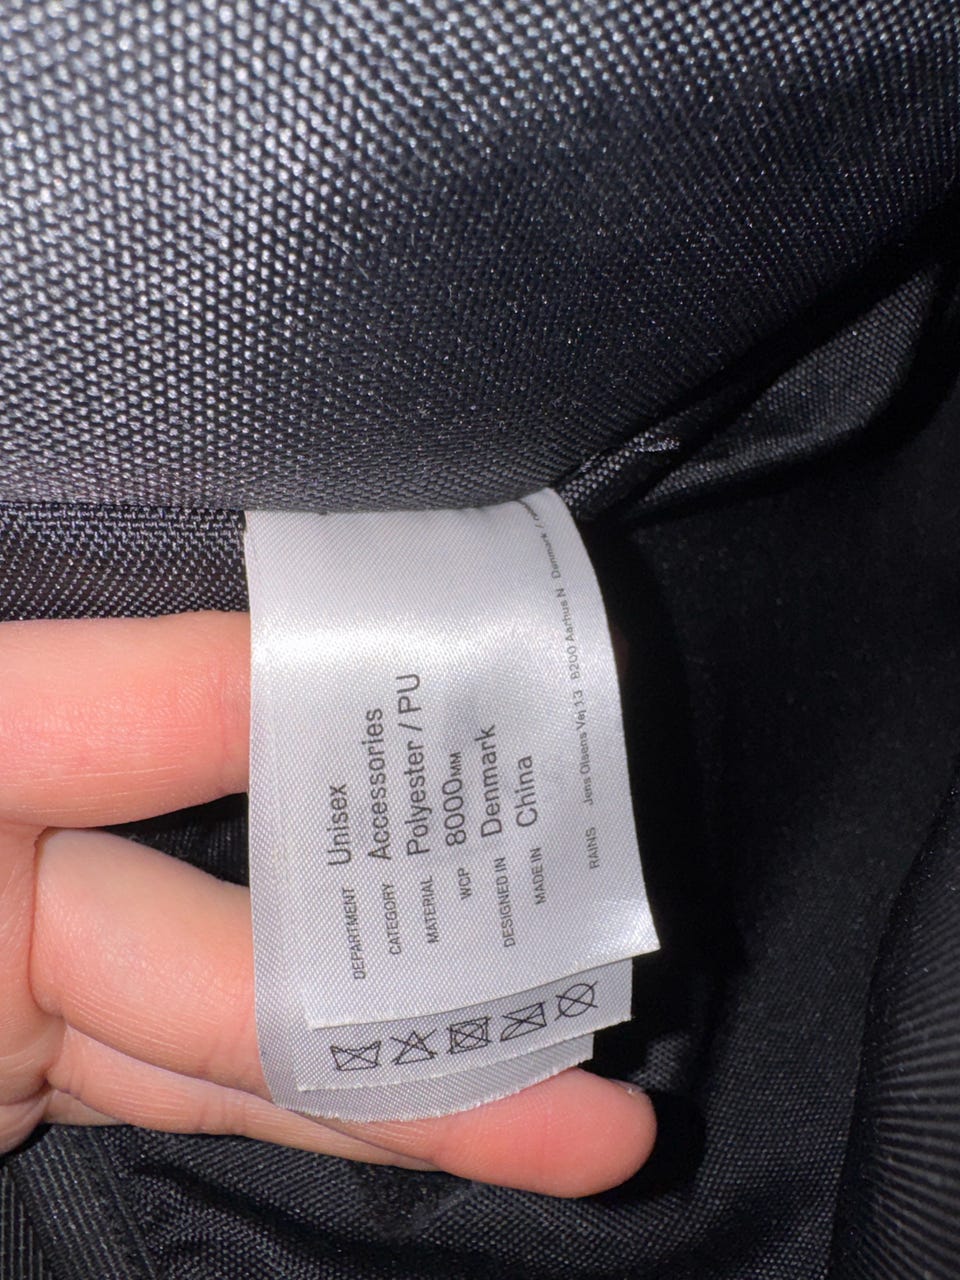 DEPARTMENT Unisex
CATEGORY Accessories
MATERIAL Polyester / PU
WCP 8000MM
DESIGNED IN Denmark
MADE IN China
RAINS Jens Olsens Vej 13 8200 Aarhus N Denmark /